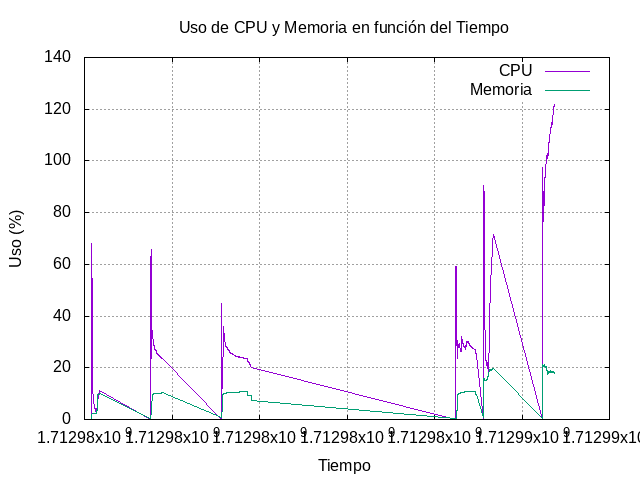 Uso de CPU y Memoria en función del Tiempo
140
120
100
80
60
40
20
0
Uso (%)
CPU
Memoria
1.71298x10 9 1.71298x10 9 1.71298x10 9 1.71298x10 9 1.71298x10 9 1.71299x10 9 1.71299x10
Tiempo